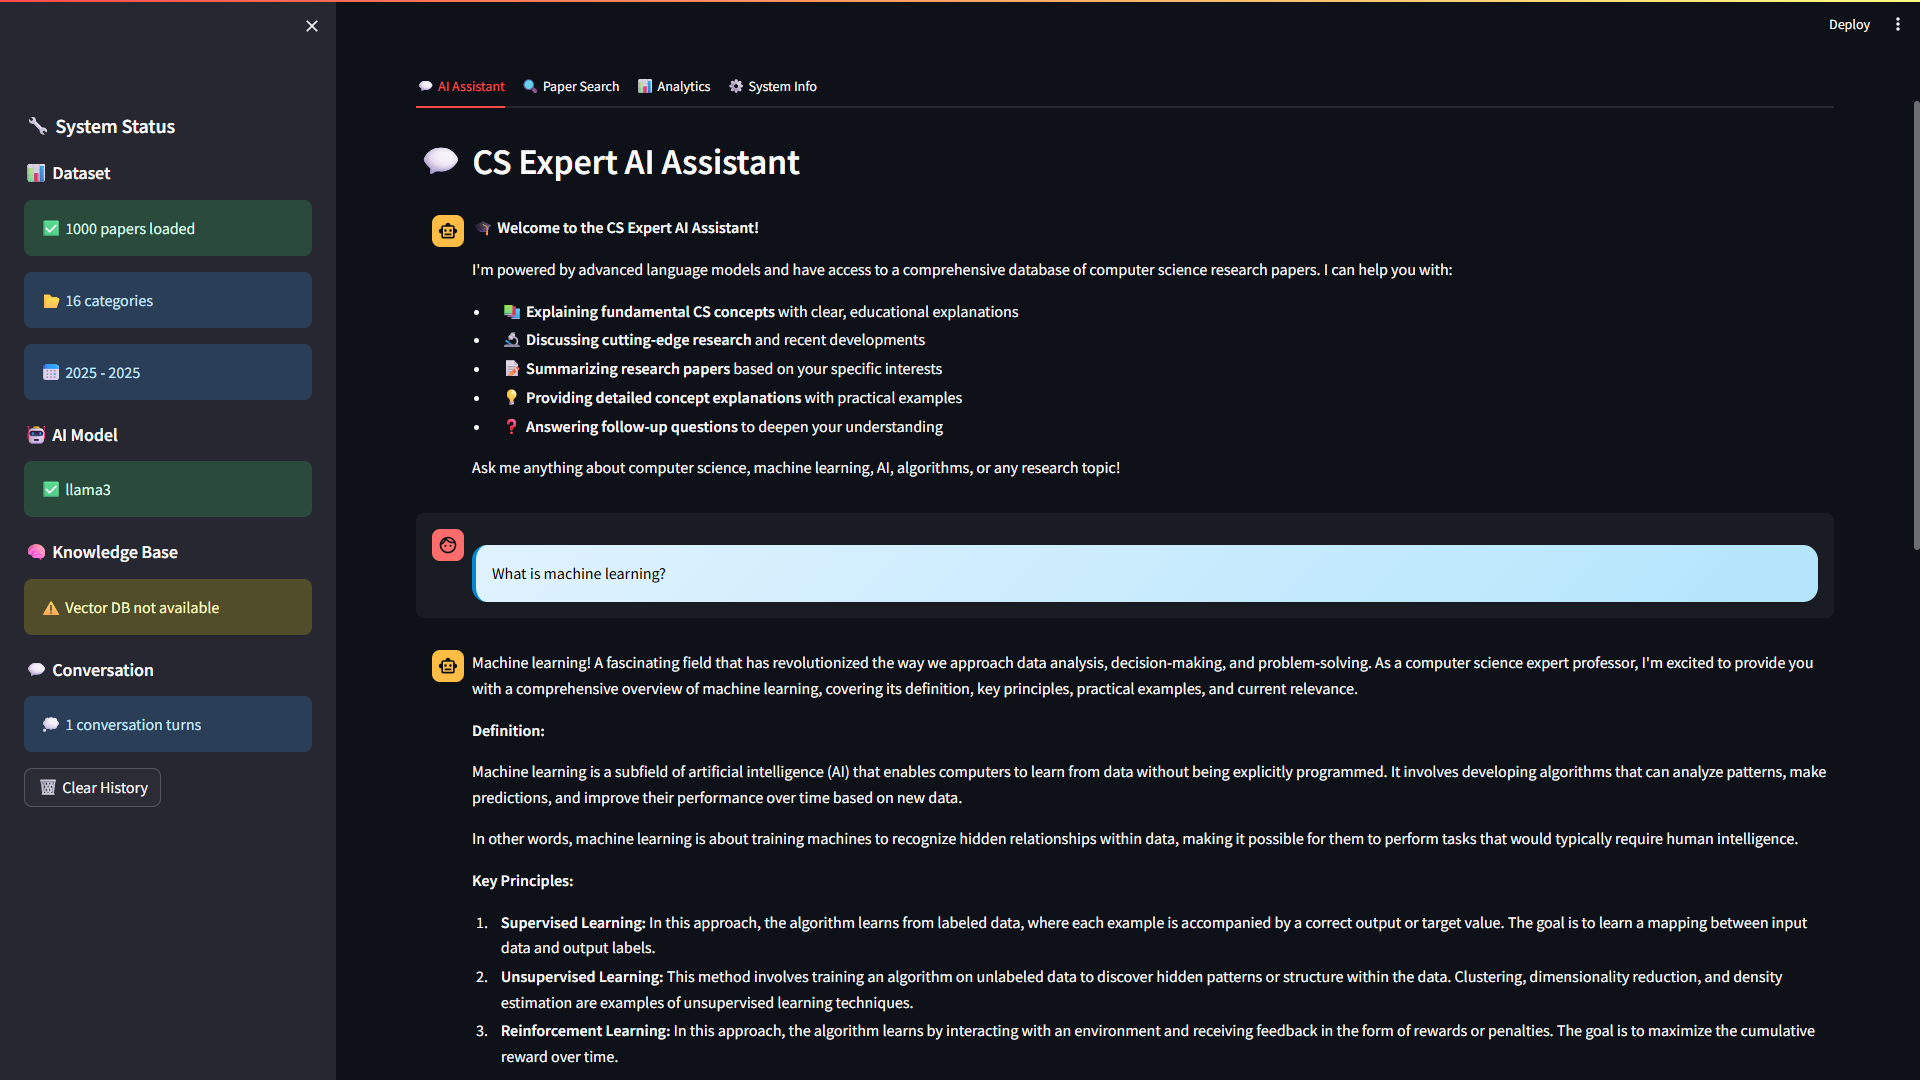 Deploy
System Status
Dataset
1000 papers loaded
16 categories
2025 - 2025
AI Model
llama3
Knowledge Base
Vector DB not available
Conversation
1 conversation turns
Clear History
AI Assistant
Paper Search
Analytics
System Info
CS Expert AI Assistant
Welcome to the CS Expert AI Assistant!
I'm powered by advanced language models and have access to a comprehensive database of computer science research papers. I can help you with:
• Explaining fundamental CS concepts with clear, educational explanations
• Discussing cutting-edge research and recent developments
• Summarizing research papers based on your specific interests
• Providing detailed concept explanations with practical examples
• Answering follow-up questions to deepen your understanding
Ask me anything about computer science, machine learning, AI, algorithms, or any research topic!
What is machine learning?
Machine learning! A fascinating field that has revolutionized the way we approach data analysis, decision-making, and problem-solving. As a computer science expert professor, I'm excited to provide you
with a comprehensive overview of machine learning, covering its definition, key principles, practical examples, and current relevance.
Definition:
Machine learning is a subfield of artificial intelligence (AI) that enables computers to learn from data without being explicitly programmed. It involves developing algorithms that can analyze patterns, make
predictions, and improve their performance over time based on new data.
In other words, machine learning is about training machines to recognize hidden relationships within data, making it possible for them to perform tasks that would typically require human intelligence.
Key Principles:
1. Supervised Learning: In this approach, the algorithm learns from labeled data, where each example is accompanied by a correct output or target value. The goal is to learn a mapping between input
data and output labels.
2. Unsupervised Learning: This method involves training an algorithm on unlabeled data to discover hidden patterns or structure within the data. Clustering, dimensionality reduction, and density
estimation are examples of unsupervised learning techniques.
3. Reinforcement Learning: In this approach, the algorithm learns by interacting with an environment and receiving feedback in the form of rewards or penalties. The goal is to maximize the cumulative
reward over time.